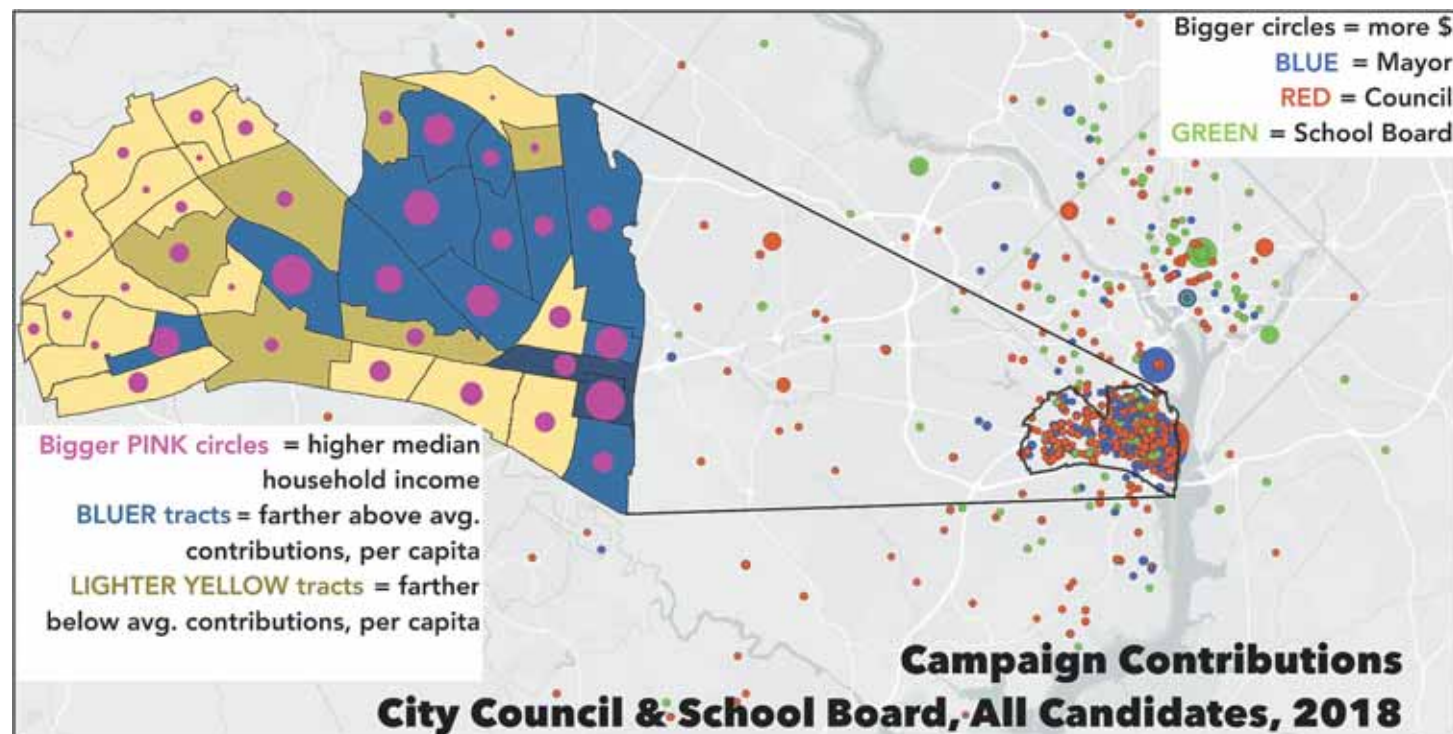 Bigger circles = more $
BLUE = Mayor
RED = Council
GREEN = School Board
Bigger PINK circles = higher median
household income
BLUER tracts = farther above avg.
contributions, per capita
LIGHTER YELLOW tracts = farther
below avg. contributions, per capita
Campaign Contributions
City Council & School Board, All Candidates, 2018